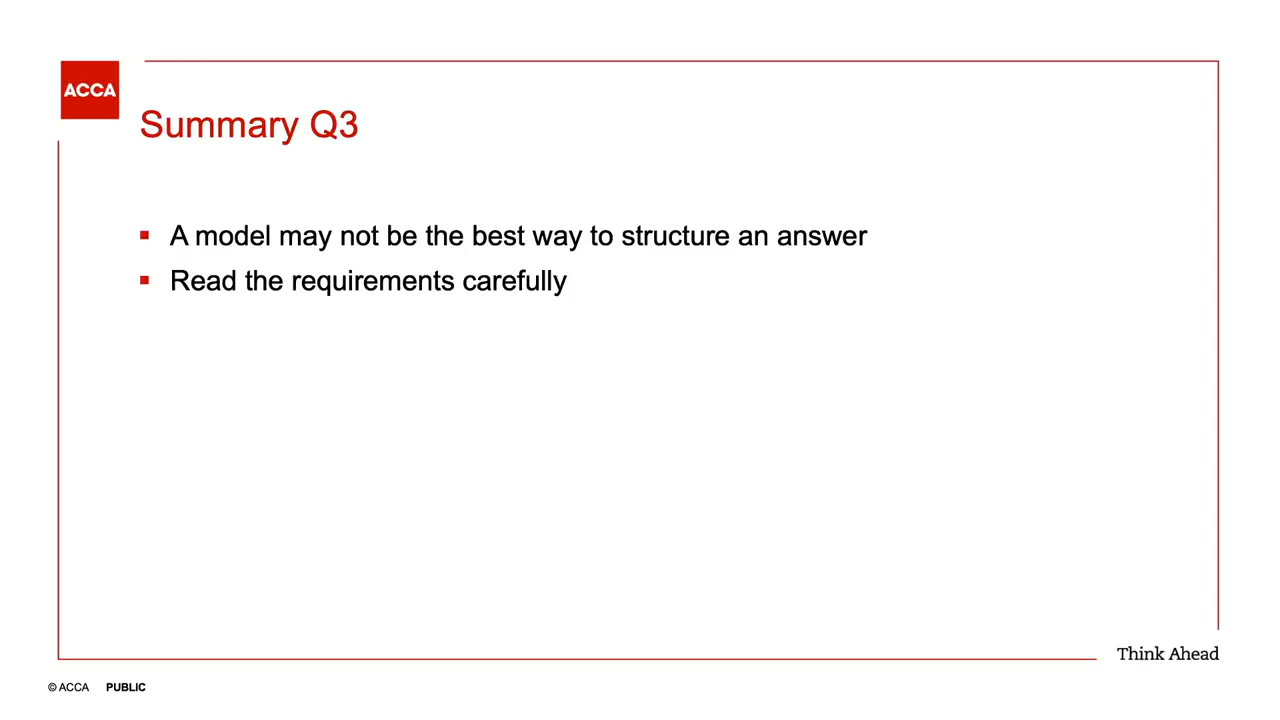 ACCA
Summary Q3
A model may not be the best way to structure an answer
Read the requirements carefully
Think Ahead
© ACCA PUBLIC